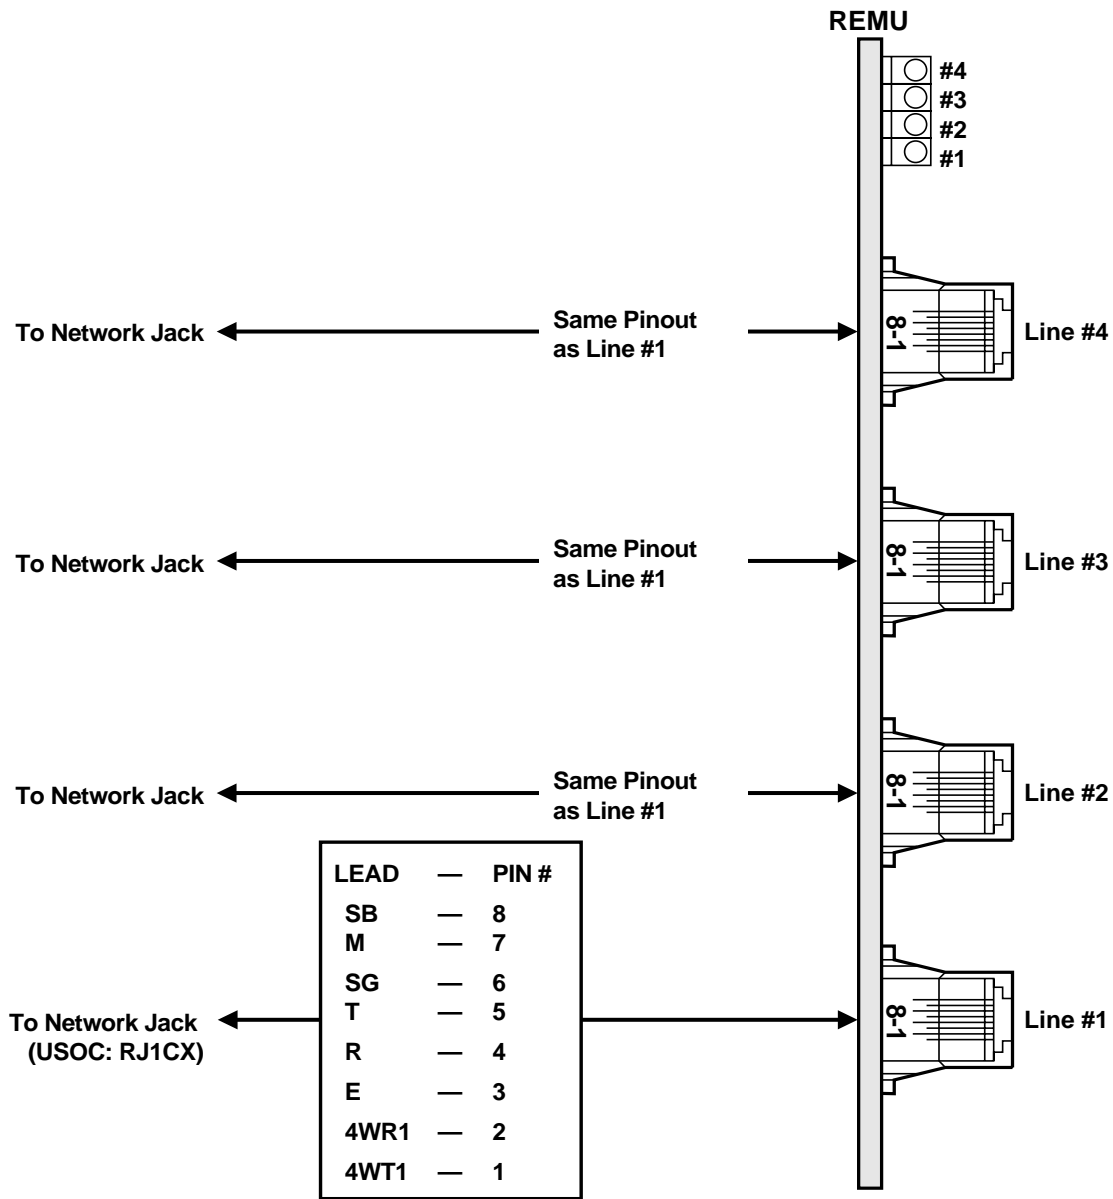 REMU
#4
#3
#2
#1
To Network Jack
Same Pinout
as Line #1
8-1
Line #4
To Network Jack
Same Pinout
as Line #1
8-1
Line #3
To Network Jack
Same Pinout
as Line #1
8-1
Line #2
LEAD — PIN #
SB — 8
M — 7
SG — 6
T — 5
R — 4
E — 3
4WR1 — 2
4WT1 — 1
To Network Jack
(USOC: RJ1CX)
8-1
Line #1